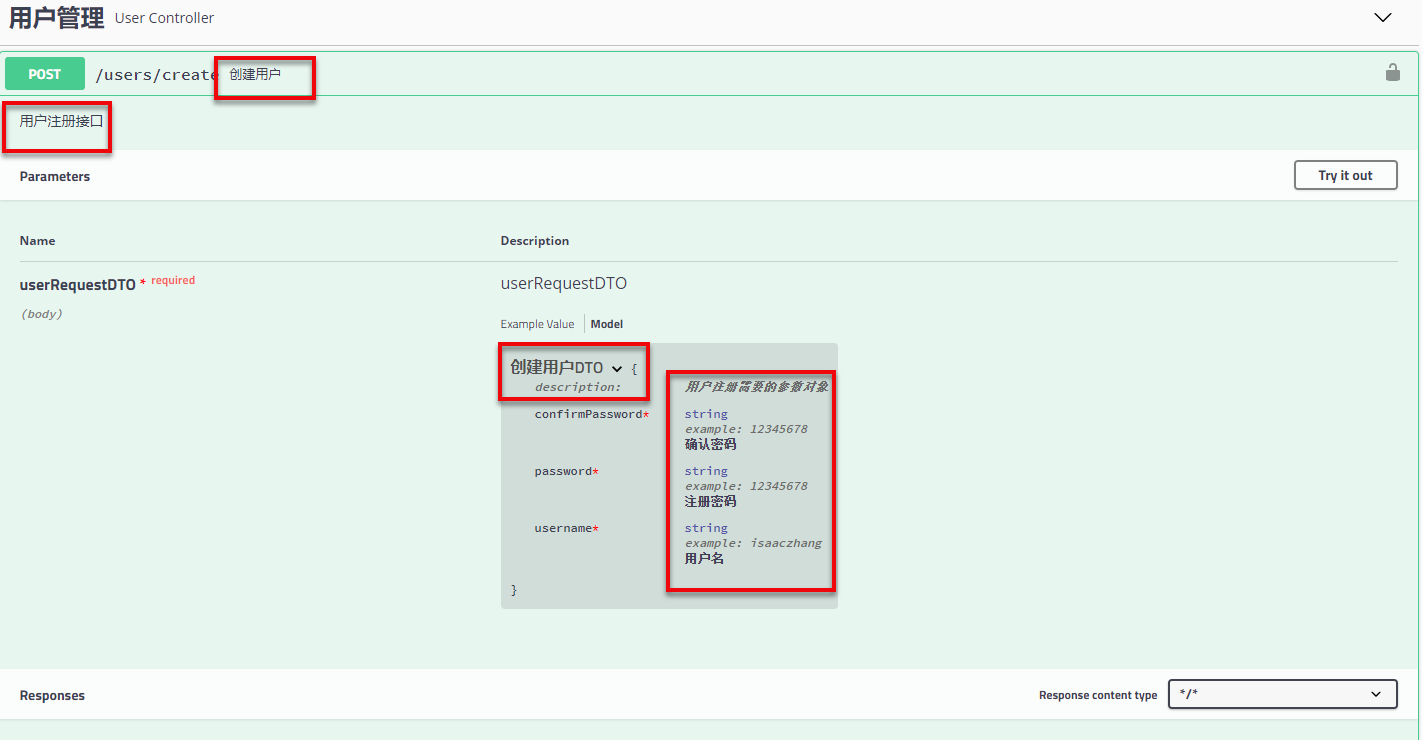 用户管理 User Controller
POST /users/create 创建用户
用户注册接口
Parameters Try it out
Name Description
userRequestDTO * required userRequestDTO
(body)
Example Value Model
创建用户DTO {
description: 用户注册需要的参数对象
confirmPassword* string
example: 12345678
确认密码
password* string
example: 12345678
注册密码
username* string
example: isaaczhang
用户名
}
Responses Response content type */*